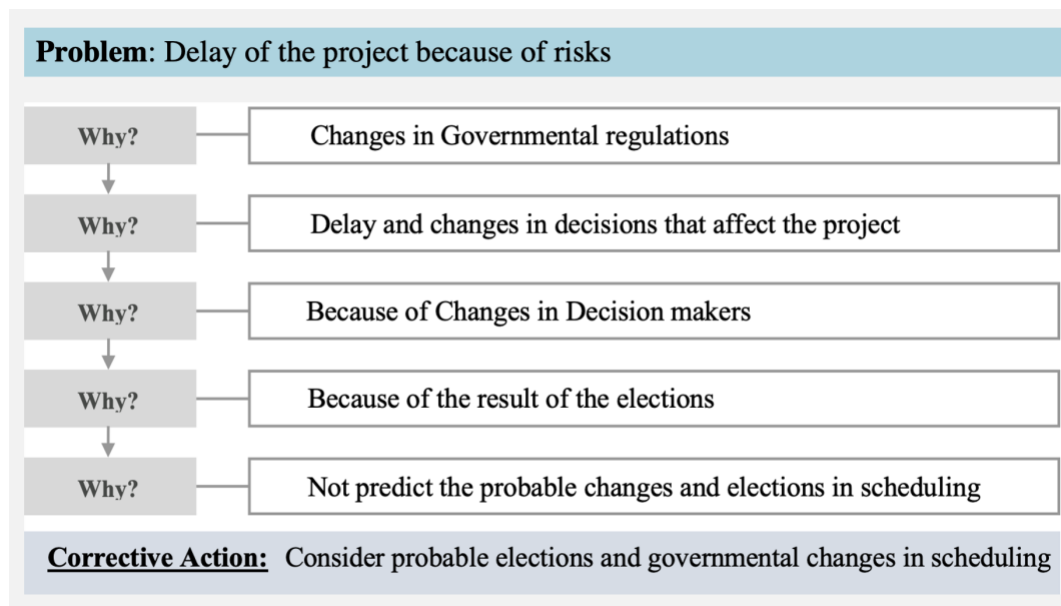 Problem: Delay of the project because of risks
Why? Changes in Governmental regulations
Why? Delay and changes in decisions that affect the project
Why? Because of Changes in Decision makers
Why? Because of the result of the elections
Why? Not predict the probable changes and elections in scheduling
Corrective Action: Consider probable elections and governmental changes in scheduling